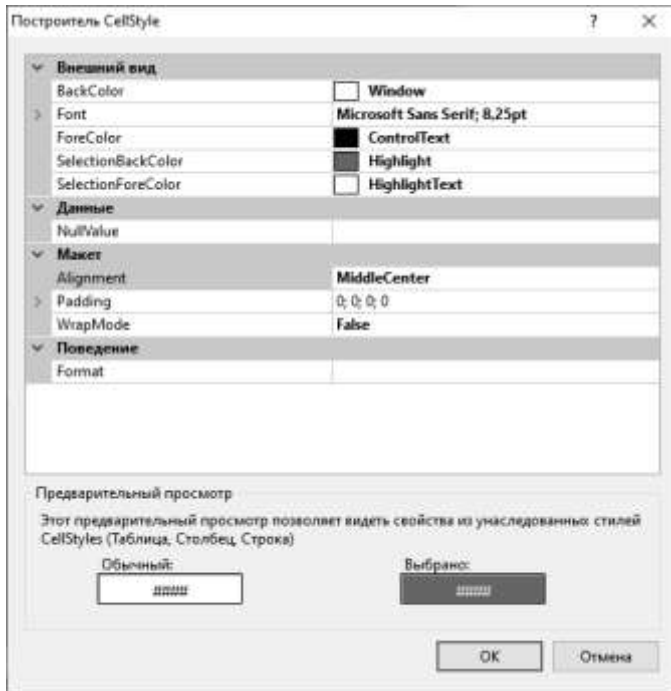 Построитель CellStyle ? ×
Внешний вид
BackColor Window
Font Microsoft Sans Serif; 8,25pt
ForeColor ControlText
SelectionBackColor Highlight
SelectionForeColor HighlightText
Данные
NullValue
Макет
Alignment MiddleCenter
Padding 0; 0; 0; 0
WrapMode False
Поведение
Format
Предварительный просмотр
Этот предварительный просмотр позволяет видеть свойства из унаследованных стилей
CellStyles (Таблица, Столбец, Строка)
Обычный: Выбрано:
#### ####
OK Отмена